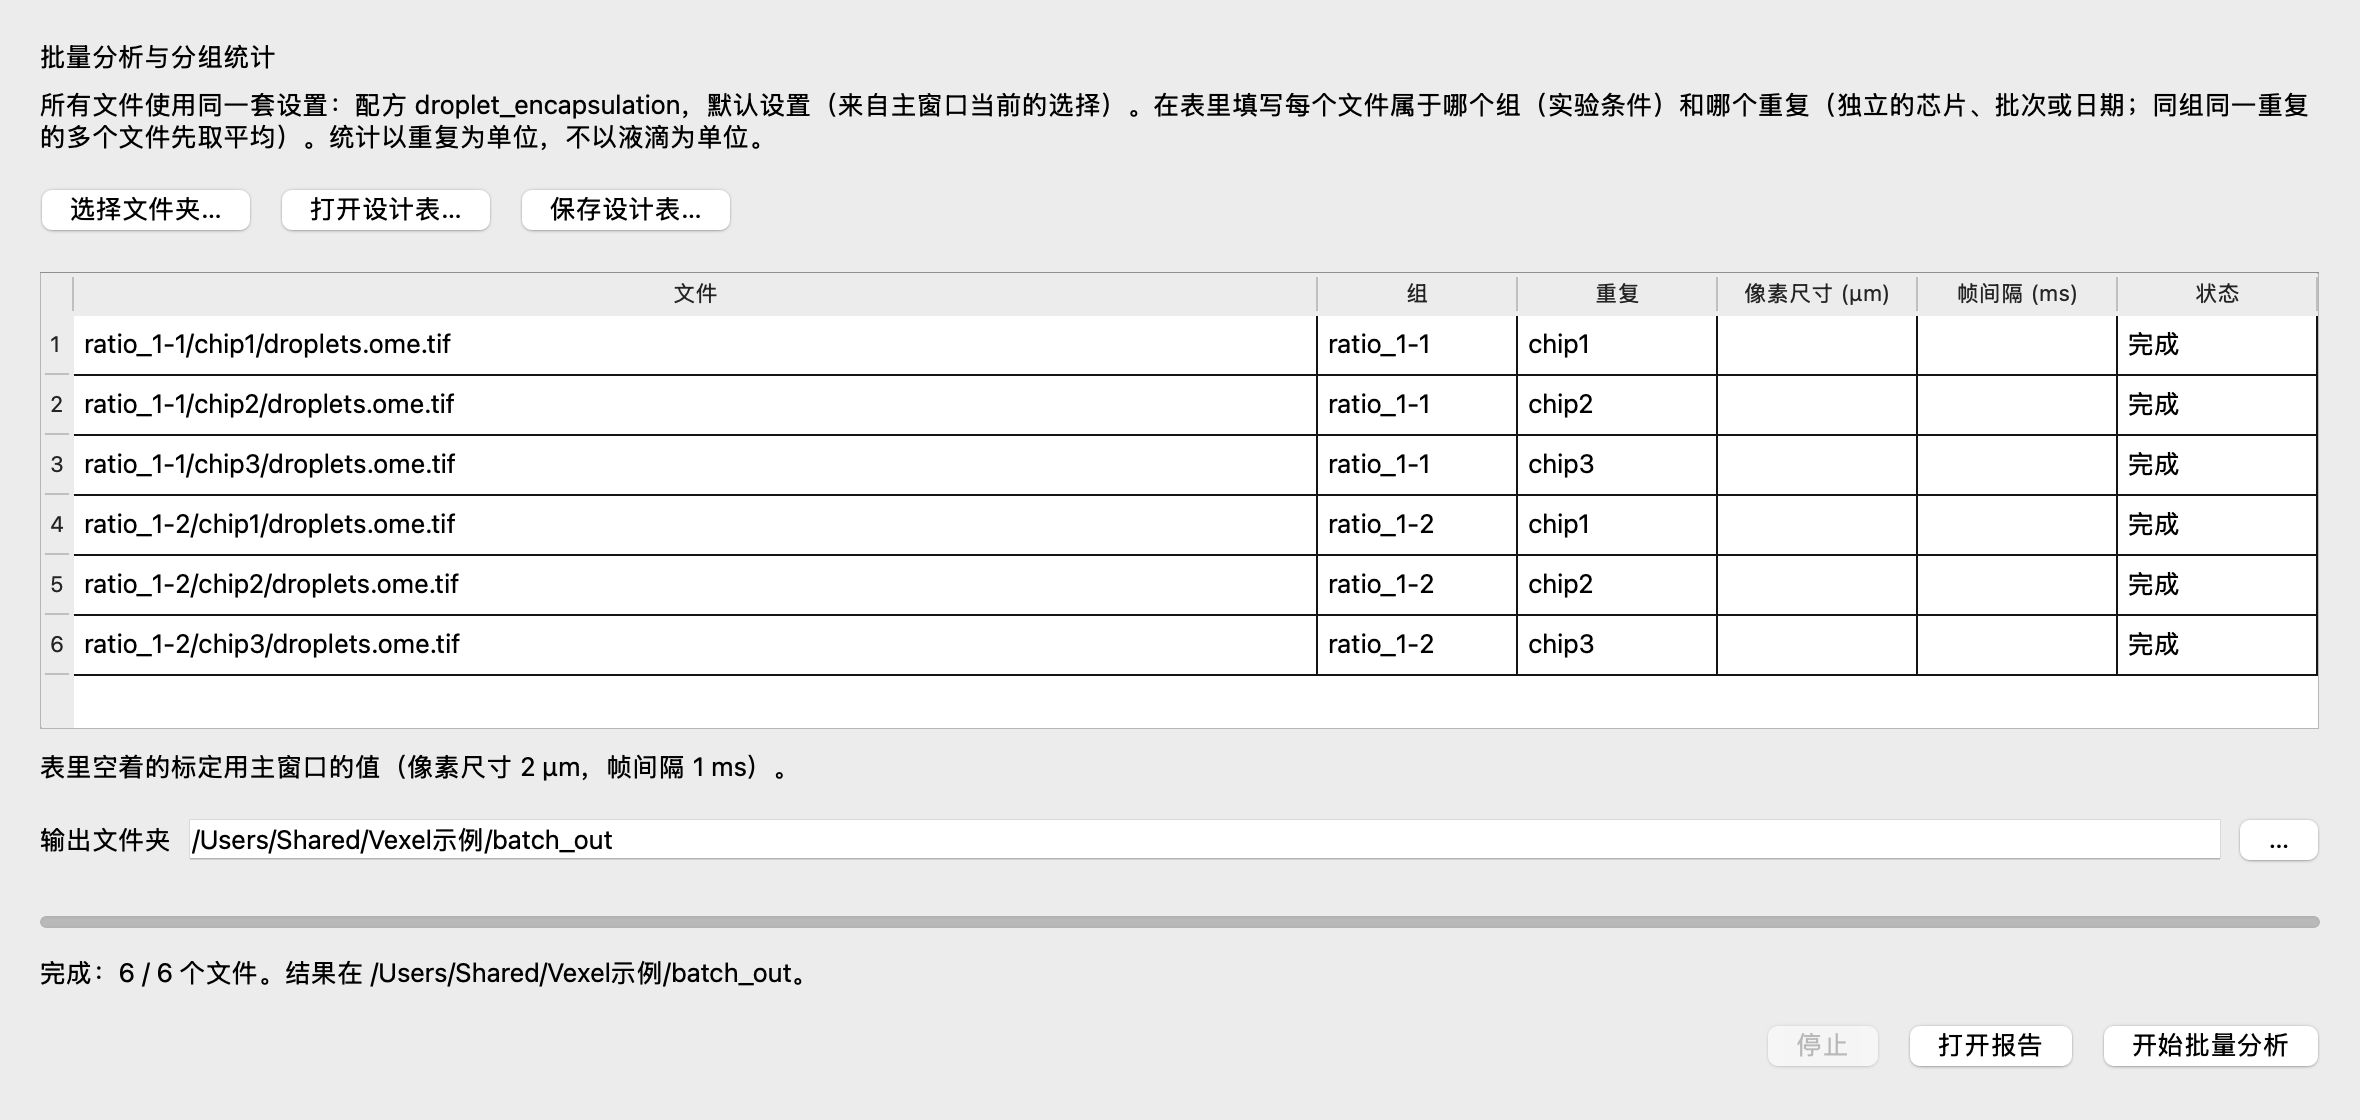 批量分析与分组统计
所有文件使用同一套设置：配方 droplet_encapsulation，默认设置（来自主窗口当前的选择）。在表里填写每个文件属于哪个组（实验条件）和哪个重复（独立的芯片、批次或日期；同组同一重复
的多个文件先取平均）。统计以重复为单位，不以液滴为单位。
选择文件夹... 打开设计表... 保存设计表...
文件 组 重复 像素尺寸 (µm) 帧间隔 (ms) 状态
1 ratio_1-1/chip1/droplets.ome.tif ratio_1-1 chip1 完成
2 ratio_1-1/chip2/droplets.ome.tif ratio_1-1 chip2 完成
3 ratio_1-1/chip3/droplets.ome.tif ratio_1-1 chip3 完成
4 ratio_1-2/chip1/droplets.ome.tif ratio_1-2 chip1 完成
5 ratio_1-2/chip2/droplets.ome.tif ratio_1-2 chip2 完成
6 ratio_1-2/chip3/droplets.ome.tif ratio_1-2 chip3 完成
表里空着的标定用主窗口的值（像素尺寸 2 µm，帧间隔 1 ms）。
输出文件夹 /Users/Shared/Vexel示例/batch_out ...
完成：6 / 6 个文件。结果在 /Users/Shared/Vexel示例/batch_out。
停止 打开报告 开始批量分析